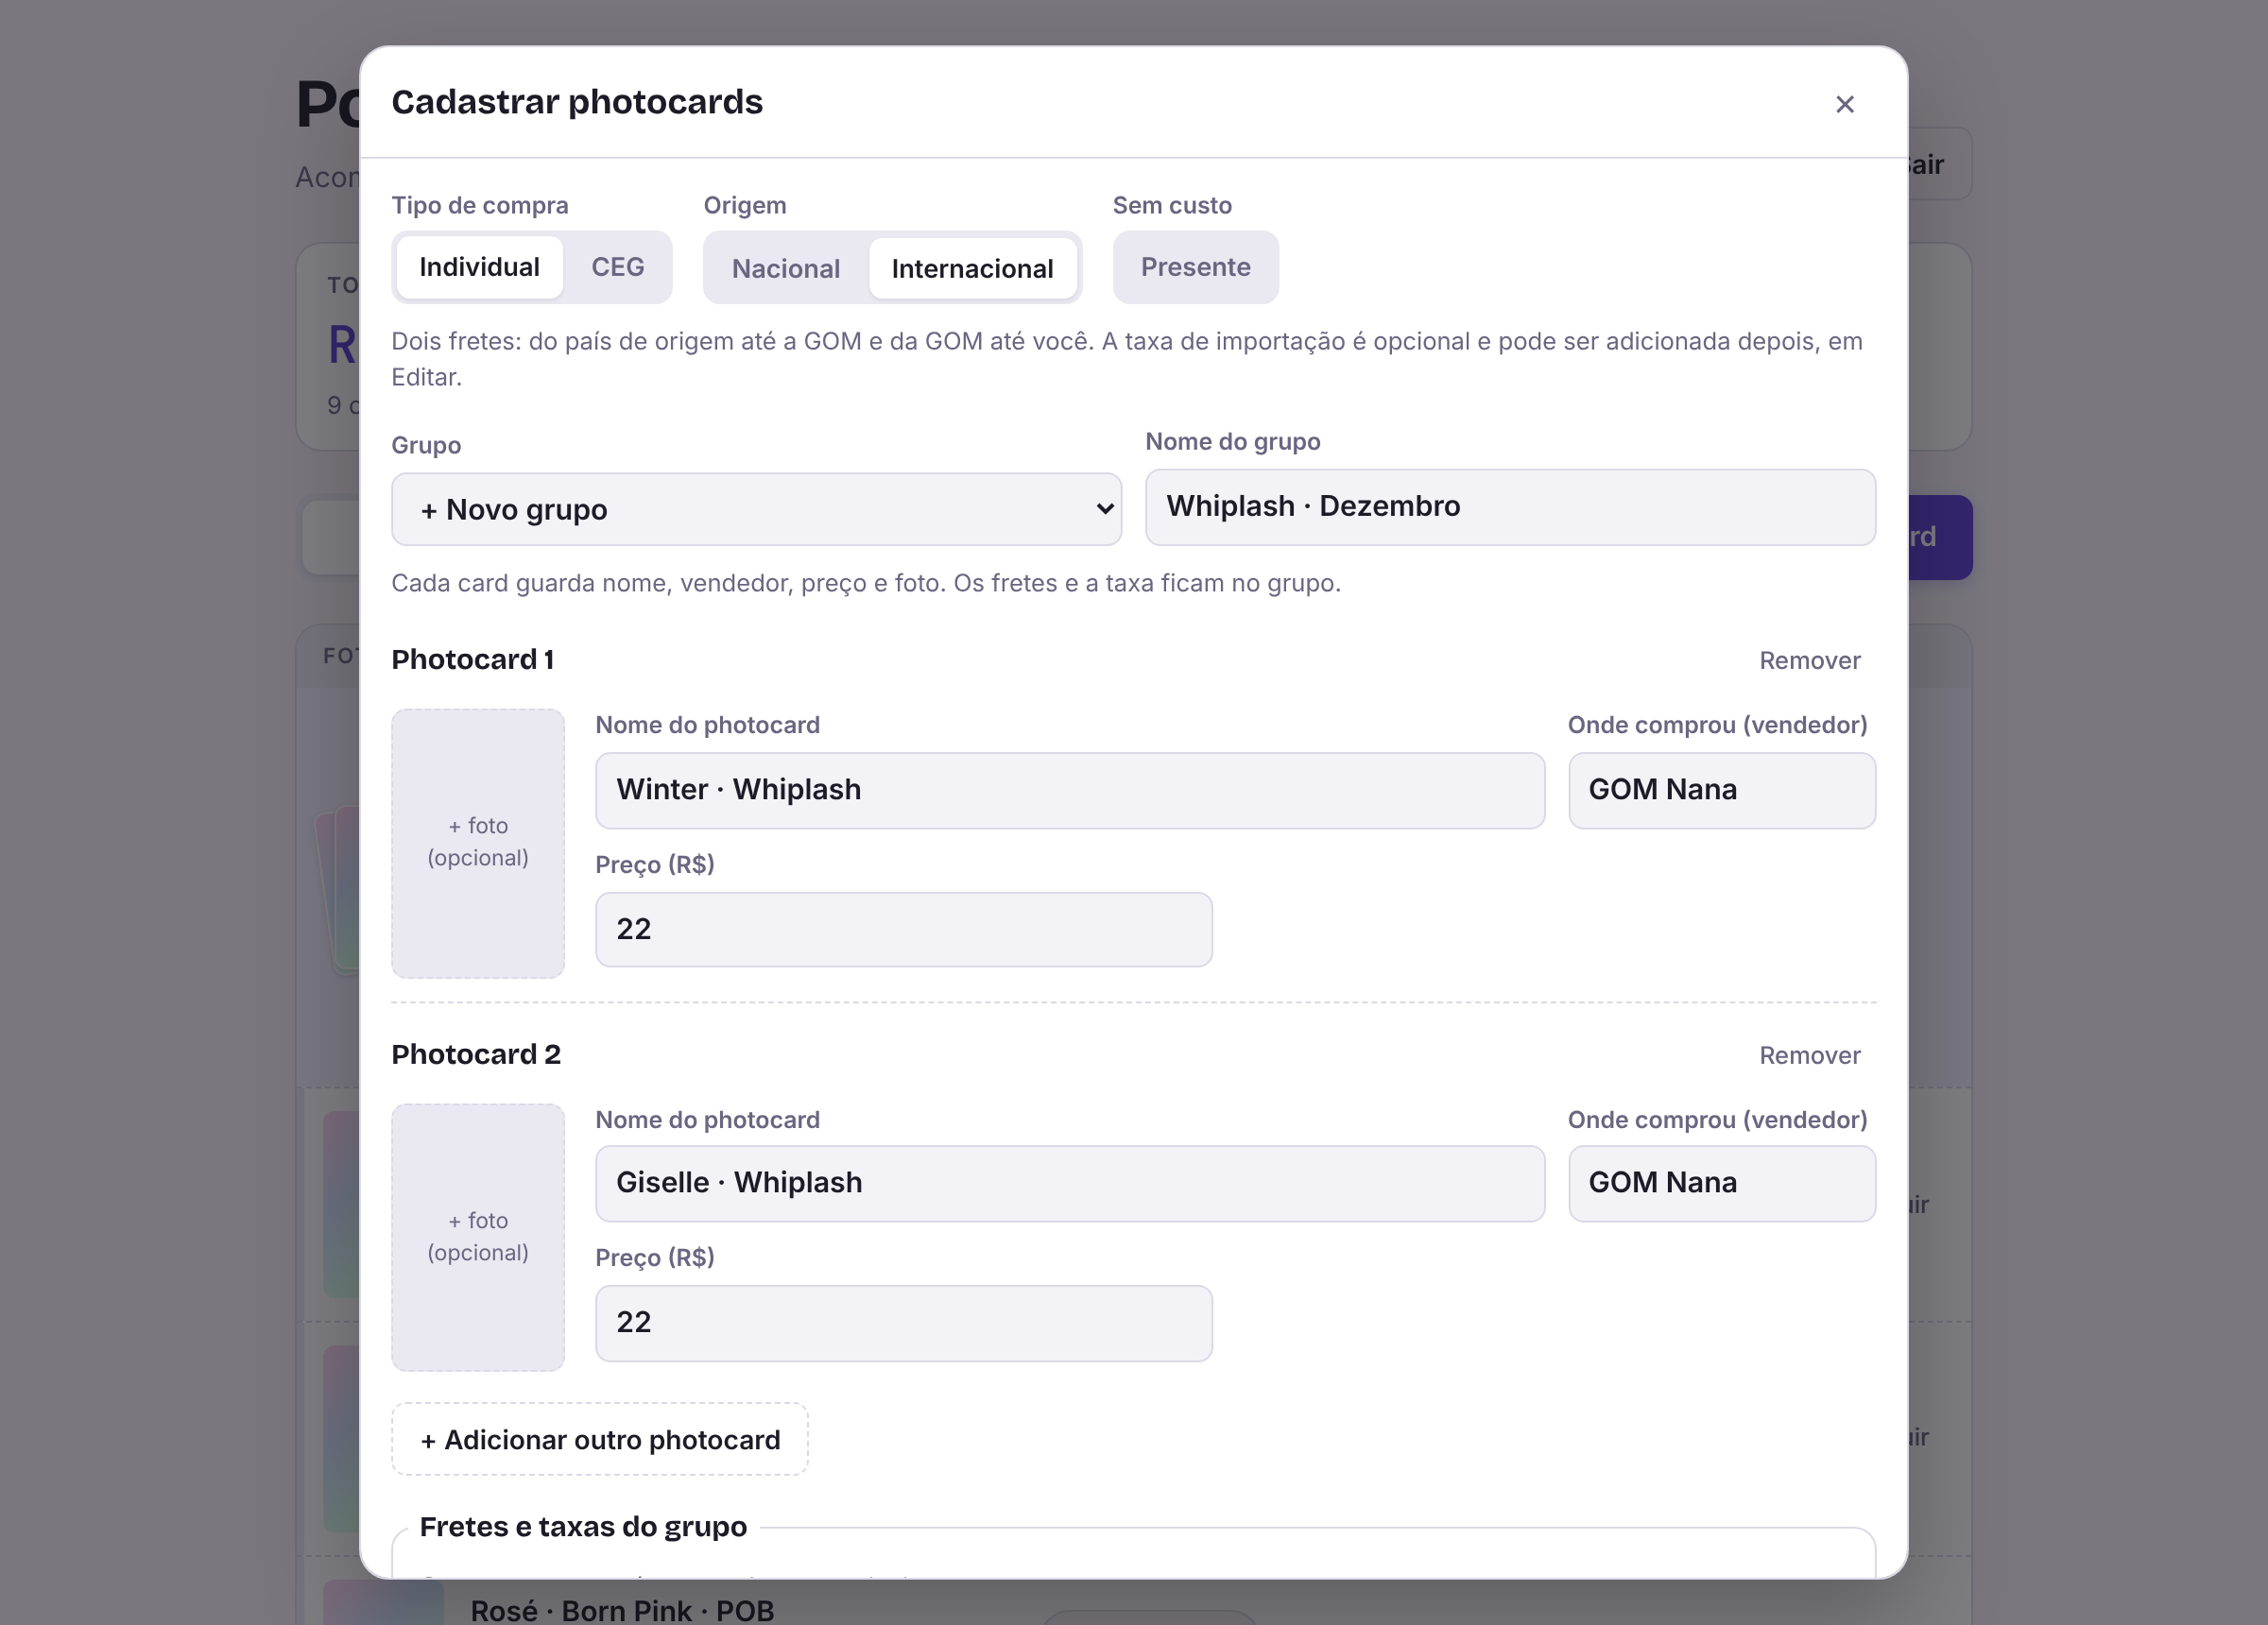 Cadastrar photocards
×
Tipo de compra
Origem
Sem custo
Individual
CEG
Nacional
Internacional
Presente
Dois fretes: do país de origem até a GOM e da GOM até você. A taxa de importação é opcional e pode ser adicionada depois, em
Editar.
Grupo
Nome do grupo
+ Novo grupo
Whiplash · Dezembro
Cada card guarda nome, vendedor, preço e foto. Os fretes e a taxa ficam no grupo.
Photocard 1
Remover
+ foto
(opcional)
Nome do photocard
Onde comprou (vendedor)
Winter · Whiplash
GOM Nana
Preço (R$)
22
Photocard 2
Remover
+ foto
(opcional)
Nome do photocard
Onde comprou (vendedor)
Giselle · Whiplash
GOM Nana
Preço (R$)
22
+ Adicionar outro photocard
Fretes e taxas do grupo
Rosé · Born Pink · POB